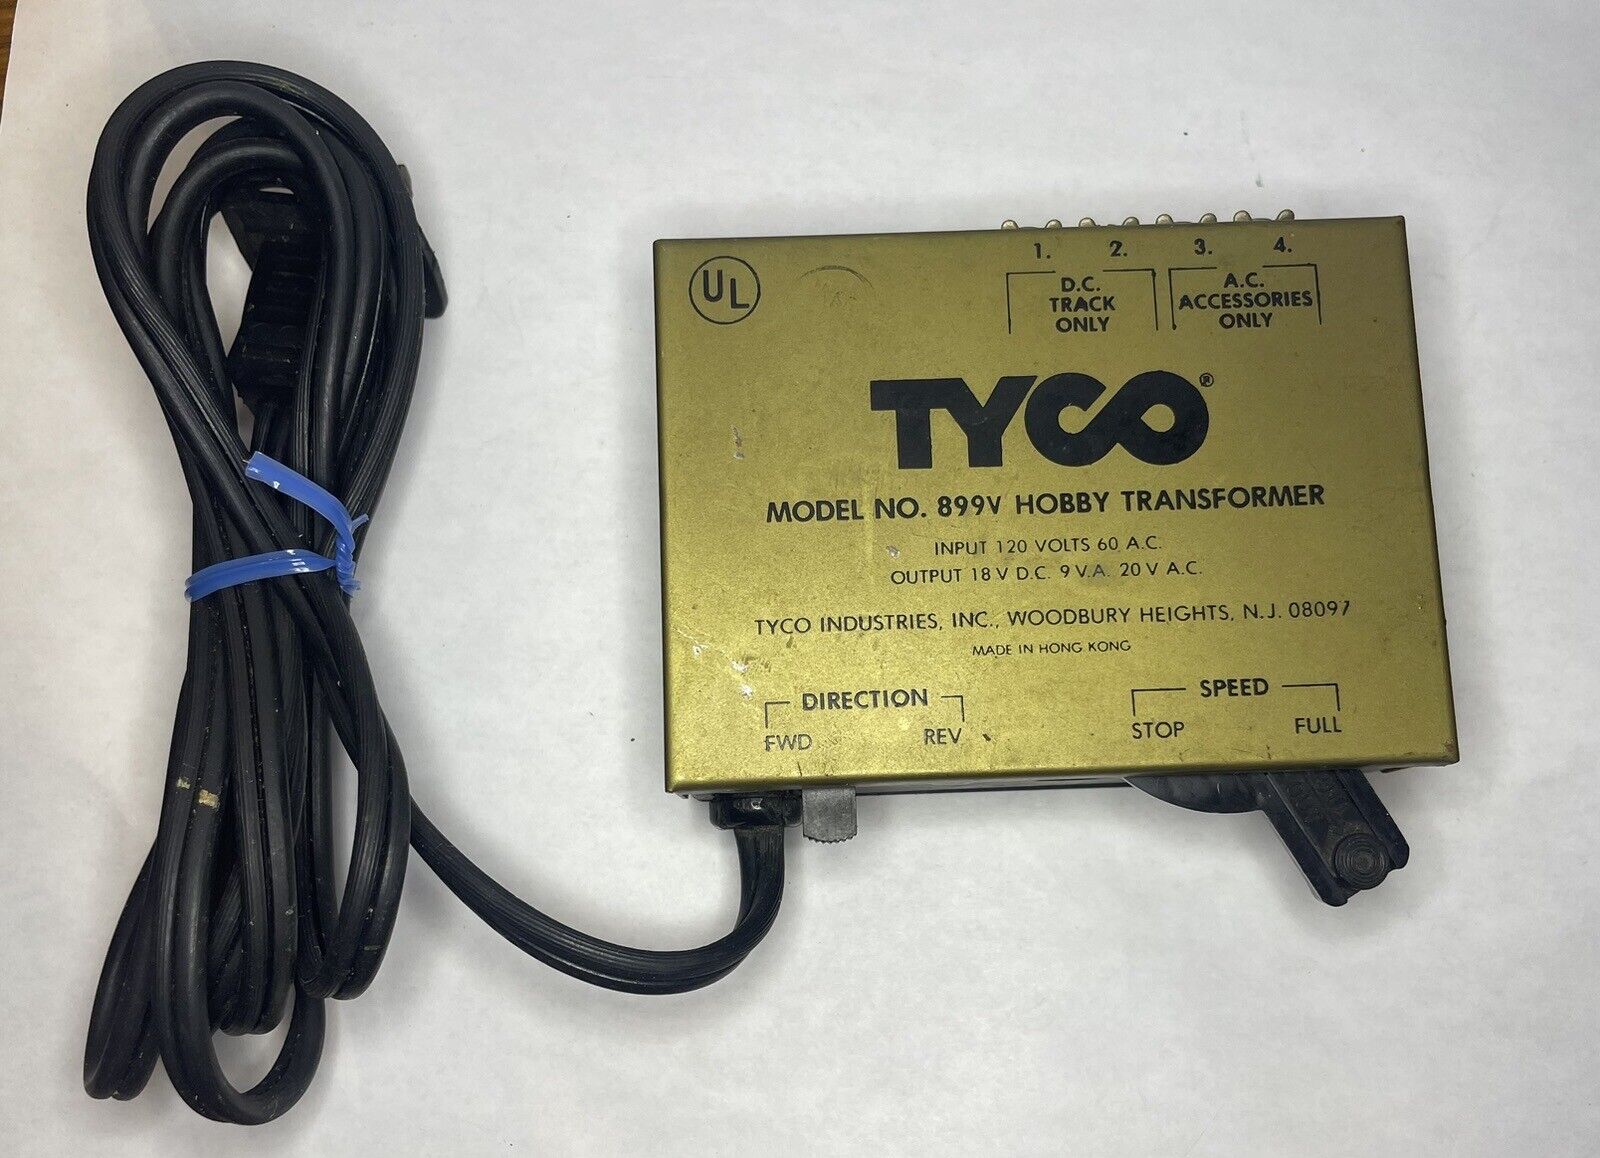 1. 2. 3. 4.
UL
D.C.
TRACK
ONLY
A.C.
ACCESSORIES
ONLY
TYCO®
MODEL NO. 899V HOBBY TRANSFORMER
INPUT 120 VOLTS 60 A.C.
OUTPUT 18 V D.C. 9 V.A. 20 V A.C.
TYCO INDUSTRIES, INC., WOODBURY HEIGHTS, N.J. 08097
MADE IN HONG KONG
DIRECTION
FWD REV
SPEED
STOP FULL